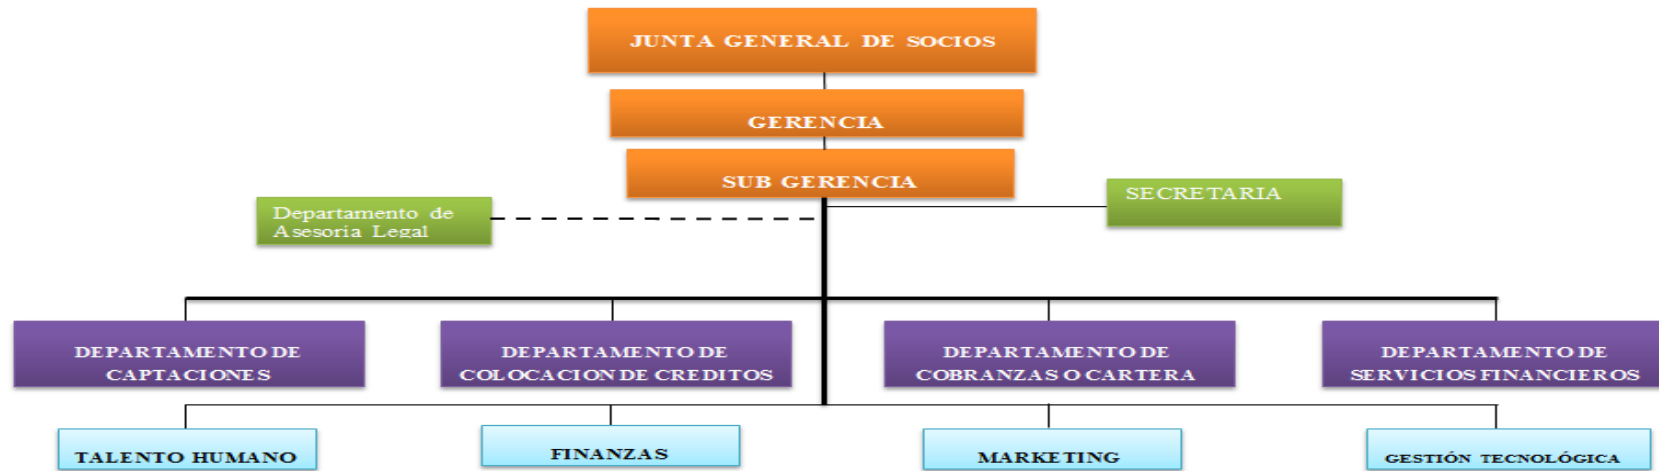 JUNTA GENERAL DE SOCIOS
GERENCIA
SUB GERENCIA
SECRETARIA
Departamento de
Asesoría Legal
DEPARTAMENTO DE
CAPTACIONES
DEPARTAMENTO DE
COLOCACION DE CREDITOS
DEPARTAMENTO DE
COBRANZAS O CARTERA
DEPARTAMENTO DE
SERVICIOS FINANCIEROS
TALENTO HUMANO
FINANZAS
MARKETING
GESTIÓN TECNOLÓGICA